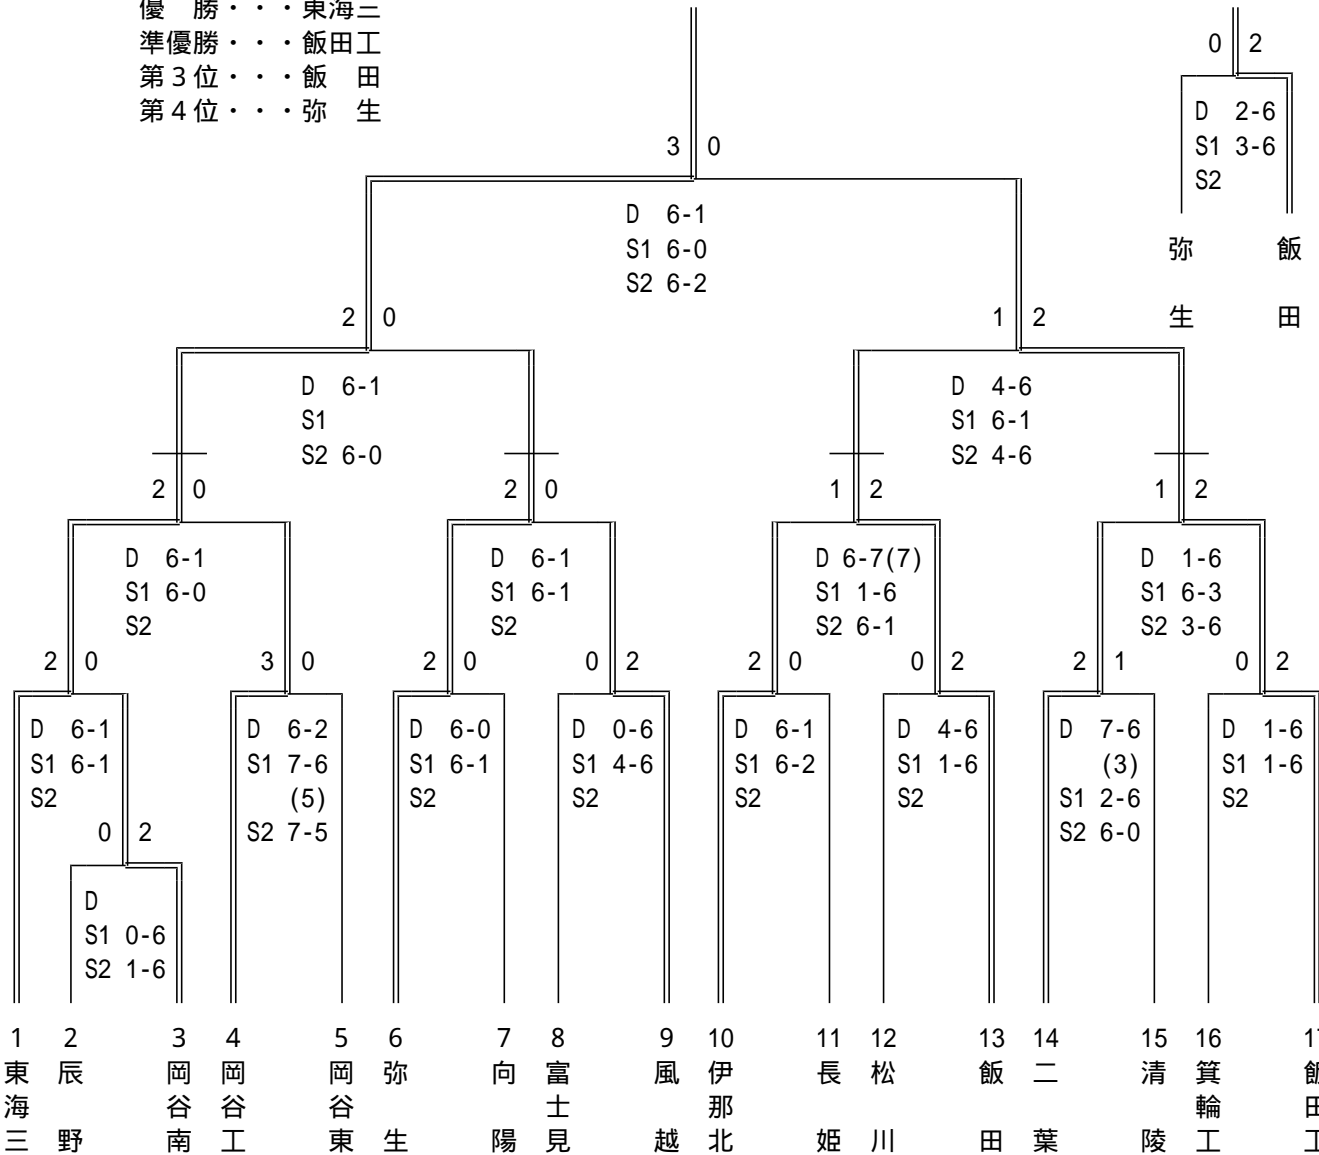 優　勝・・・東海三
準優勝・・・飯田工
第３位・・・飯　田
第４位・・・弥　生
0 2
D 2-6
S1 3-6
S2
弥生
飯田
3 0
D 6-1
S1 6-0
S2 6-2
2 0
D 6-1
S1
S2 6-0
1 2
D 4-6
S1 6-1
S2 4-6
2 0
D 6-1
S1 6-0
S2
2 0
D 6-1
S1 6-1
S2
1 2
D 6-7(7)
S1 1-6
S2 6-1
1 2
D 1-6
S1 6-3
S2 3-6
2 0
D 6-1
S1 6-1
S2
3 0
D 6-2
S1 7-6
(5)
S2 7-5
2 0
D 6-0
S1 6-1
S2
0 2
D 0-6
S1 4-6
S2
2 0
D 6-1
S1 6-2
S2
0 2
D 4-6
S1 1-6
S2
2 1
D 7-6
(3)
S1 2-6
S2 6-0
0 2
D 1-6
S1 1-6
S2
0 2
D
S1 0-6
S2 1-6
1 東海三
2 辰野
3 岡谷南
4 岡谷工
5 岡谷東
6 弥生
7 向陽
8 富士見
9 風越
10 伊那北
11 長姫
12 松川
13 飯田
14 二葉
15 清陵
16 箕輪工
17 飯田工